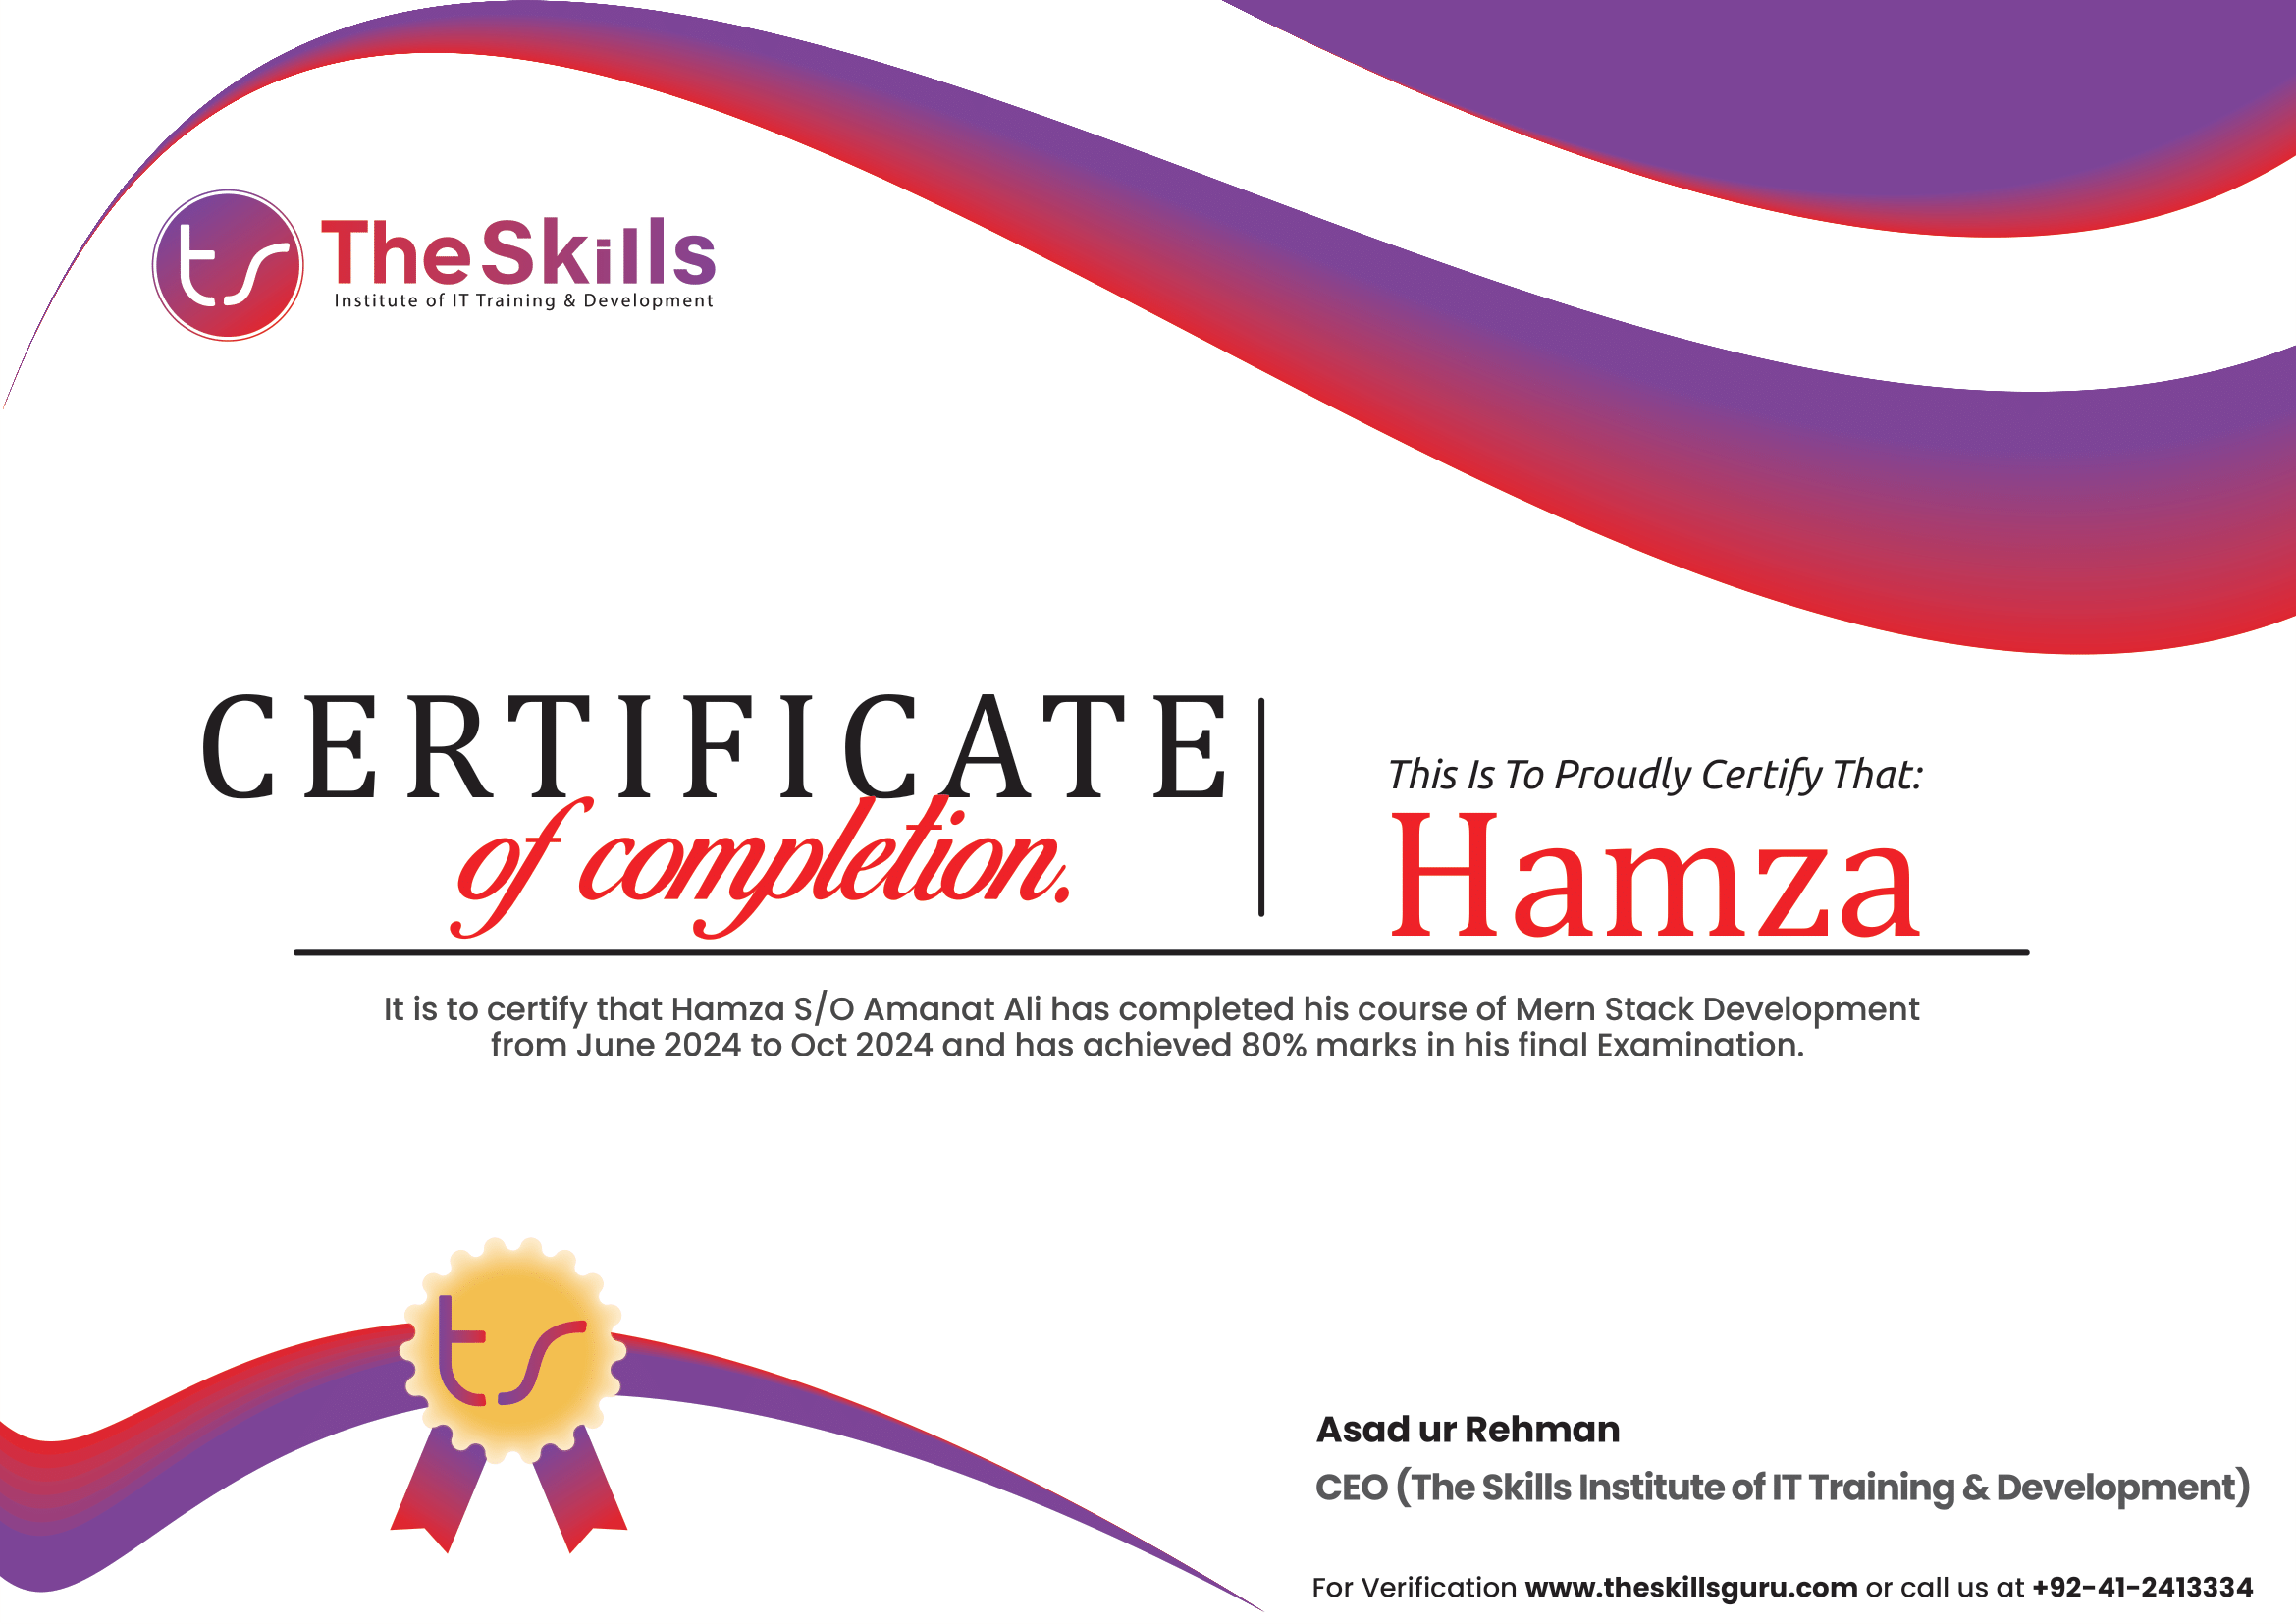 ts TheSkills
Institute of IT Training & Development
CERTIFICATE
of completion.
This Is To Proudly Certify That:
Hamza
It is to certify that Hamza S/O Amanat Ali has completed his course of Mern Stack Development
from June 2024 to Oct 2024 and has achieved 80% marks in his final Examination.
ts
Asad ur Rehman
CEO (The Skills Institute of IT Training & Development)
For Verification www.theskillsguru.com or call us at +92-41-2413334